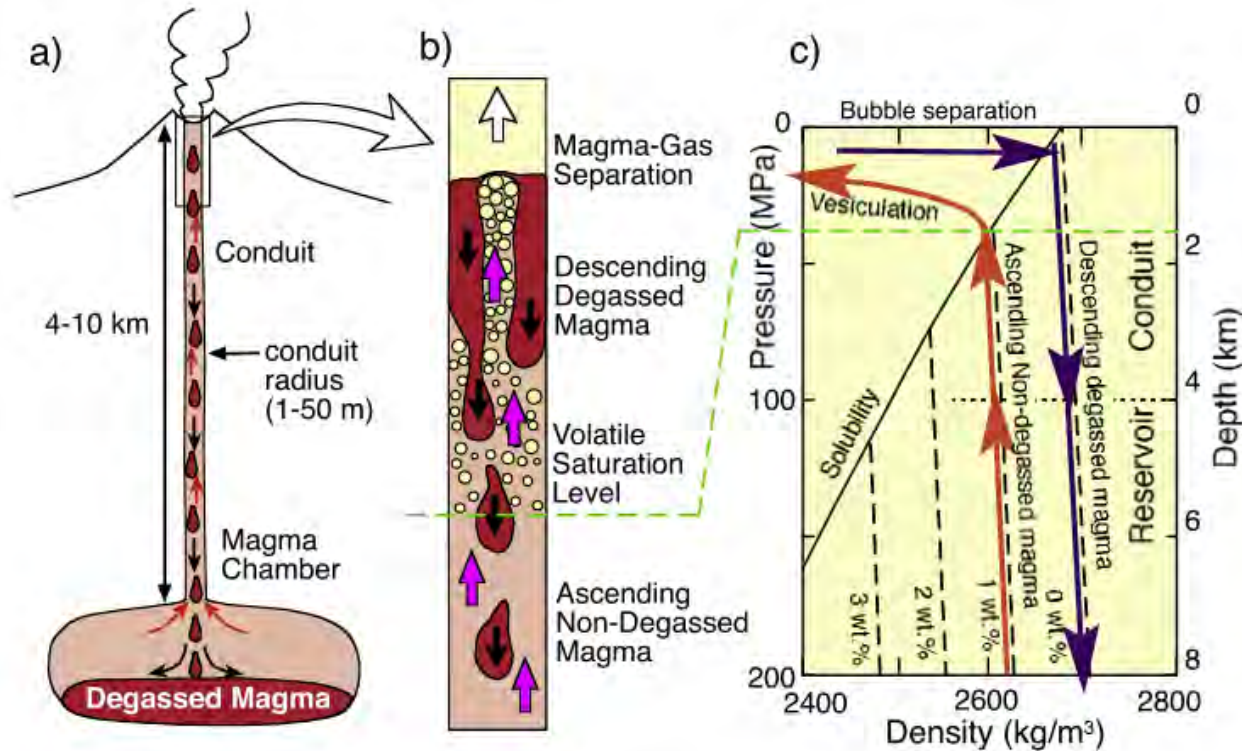 a)
Conduit
4-10 km
conduit
radius
(1-50 m)
Magma
Chamber
Degassed Magma
b)
Magma-Gas
Separation
Descending
Degassed
Magma
Volatile
Saturation
Level
Ascending
Non-Degassed
Magma
c)
Bubble separation
Vesiculation
Solubility
Ascending Non-degassed magma
Descending degassed magma
Conduit
Reservoir
3 wt.%
2 wt.%
1 wt.%
0 wt.%
Pressure (MPa)
0
100
200
Depth (km)
0
2
4
6
8
2400
2600
2800
Density (kg/m³)